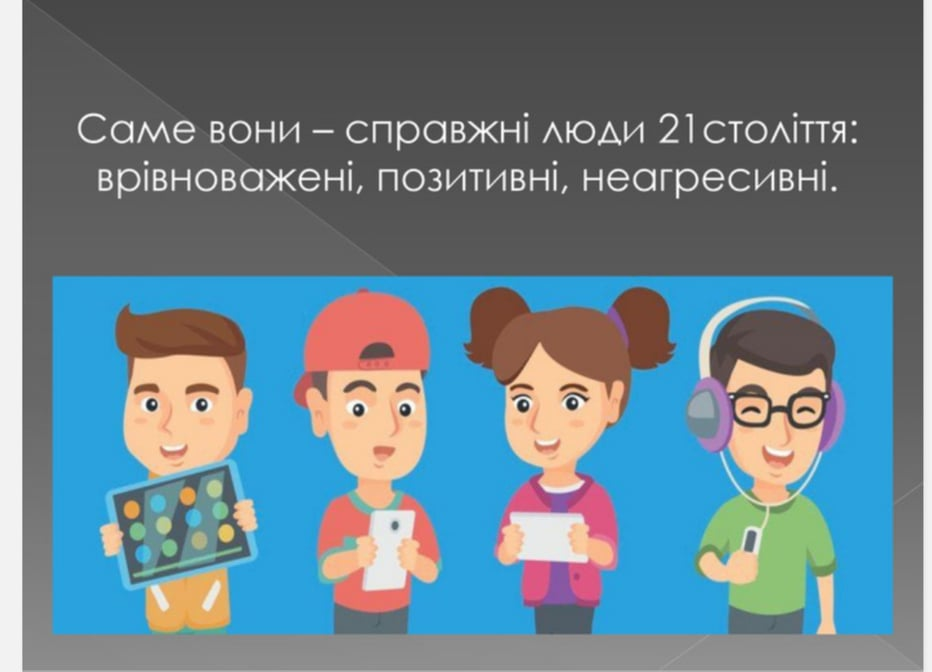 Саме вони – справжні люди 21століття:
врівноважені, позитивні, неагресивні.